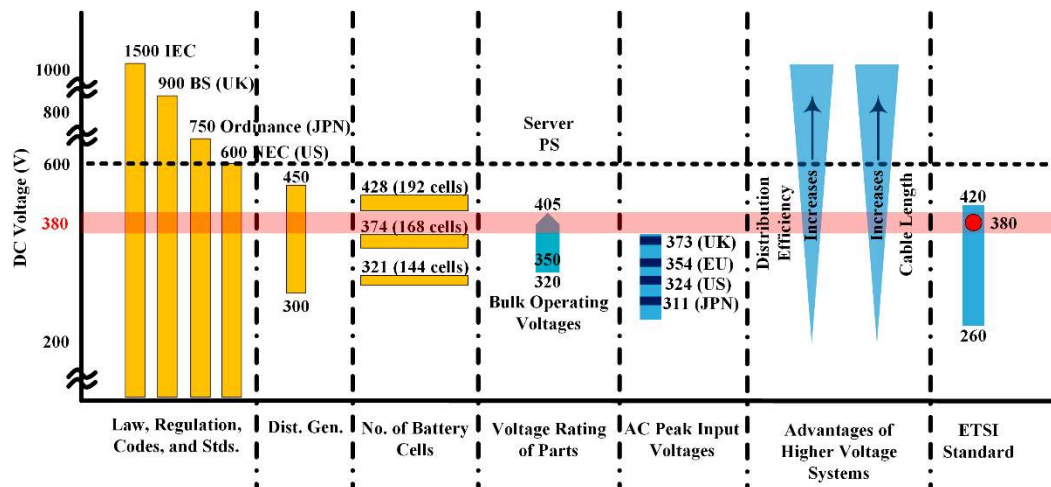 DC Voltage (V)
1000
800
600
380
200
1500 IEC
900 BS (UK)
750 Ordinance (JPN)
600 NEC (US)
450
300
428 (192 cells)
374 (168 cells)
321 (144 cells)
Server
PS
405
350
320
Bulk Operating
Voltages
373 (UK)
354 (EU)
324 (US)
311 (JPN)
Distribution
Efficiency
Increases
Increases
Cable Length
420
380
260
Law, Regulation,
Codes, and Stds.
Dist. Gen.
No. of Battery
Cells
Voltage Rating
of Parts
AC Peak Input
Voltages
Advantages of
Higher Voltage
Systems
ETSI
Standard